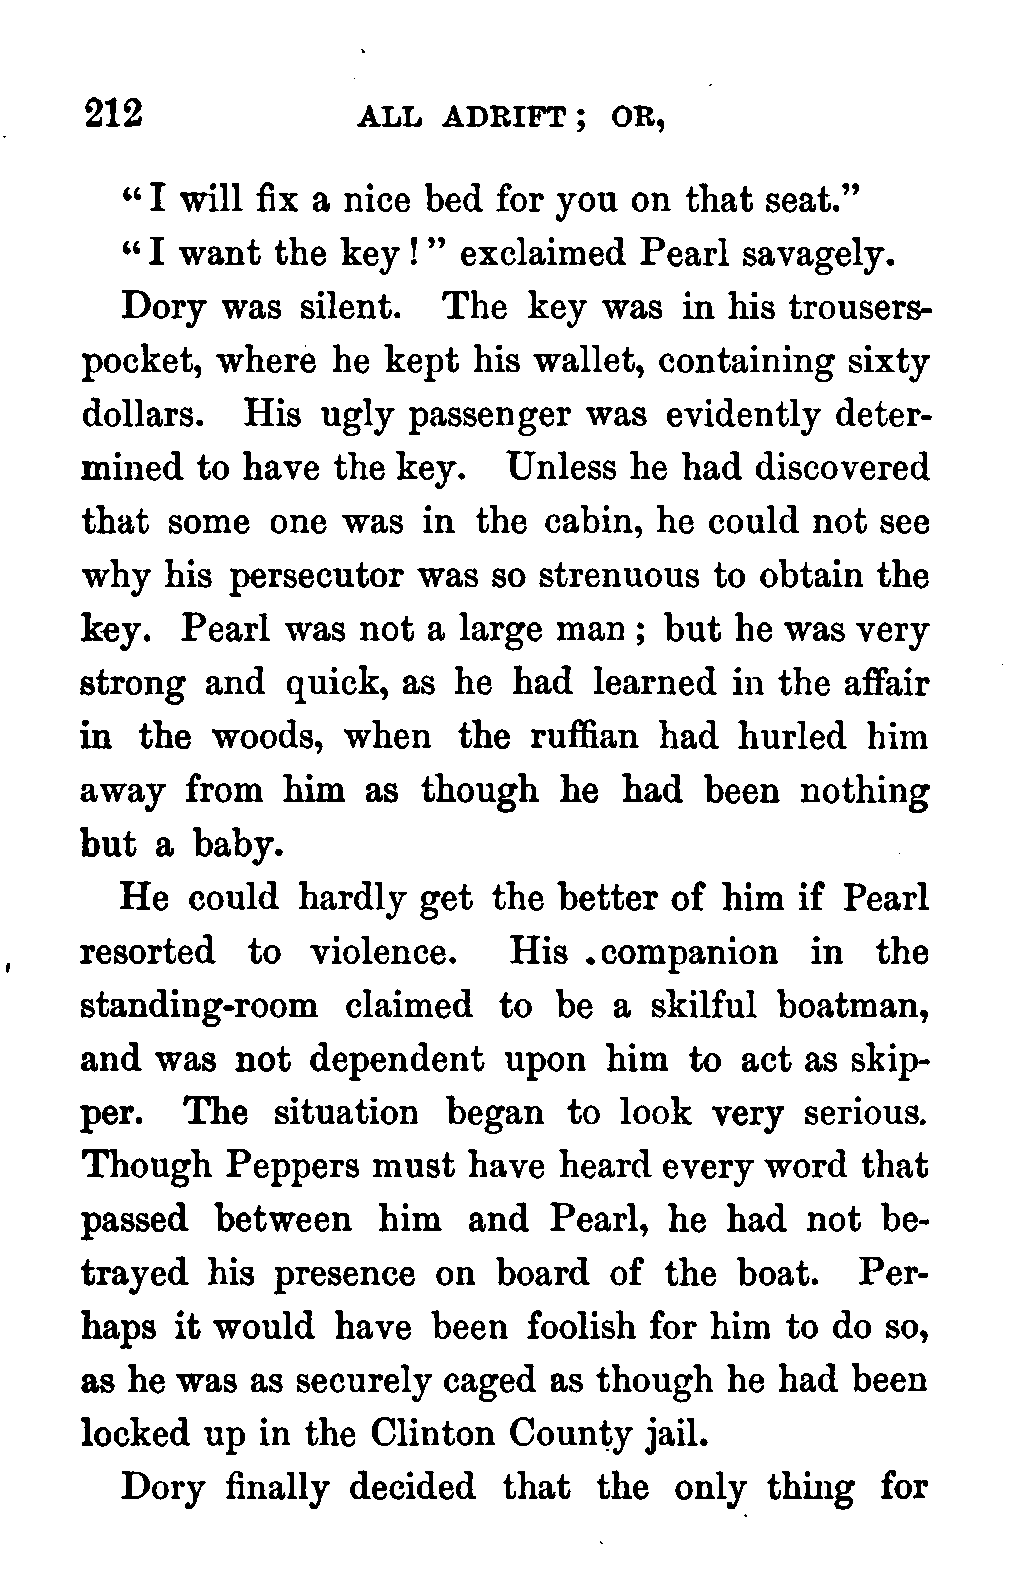 212 ALL ADRIFT; OR,
“I will fix a nice bed for you on that seat.”
“I want the key!” exclaimed Pearl savagely.
Dory was silent. The key was in his trousers-
pocket, where he kept his wallet, containing sixty
dollars. His ugly passenger was evidently deter-
mined to have the key. Unless he had discovered
that some one was in the cabin, he could not see
why his persecutor was so strenuous to obtain the
key. Pearl was not a large man; but he was very
strong and quick, as he had learned in the affair
in the woods, when the ruffian had hurled him
away from him as though he had been nothing
but a baby.
He could hardly get the better of him if Pearl
resorted to violence. His companion in the
standing-room claimed to be a skilful boatman,
and was not dependent upon him to act as skip-
per. The situation began to look very serious.
Though Peppers must have heard every word that
passed between him and Pearl, he had not be-
trayed his presence on board of the boat. Per-
haps it would have been foolish for him to do so,
as he was as securely caged as though he had been
locked up in the Clinton County jail.
Dory finally decided that the only thing for